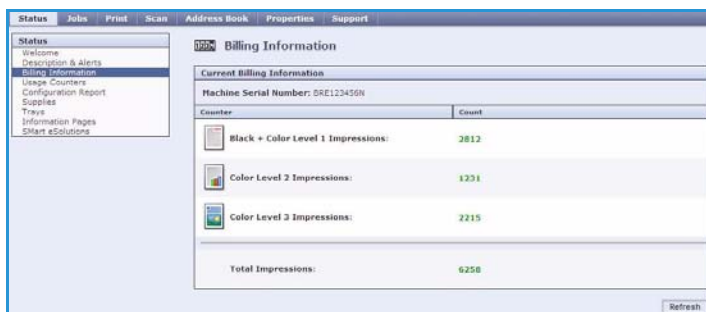 Status Jobs Print Scan Address Book Properties Support
Status
Welcome
Description & Alerts
Billing Information
Usage Counters
Configuration Report
Supplies
Trays
Information Pages
SMart eSolutions
Billing Information
Current Billing Information
Machine Serial Number: BRE123456N
Counter Count
Black + Color Level 1 Impressions: 2812
Color Level 2 Impressions: 1231
Color Level 3 Impressions: 2215
Total Impressions: 6258
Refresh